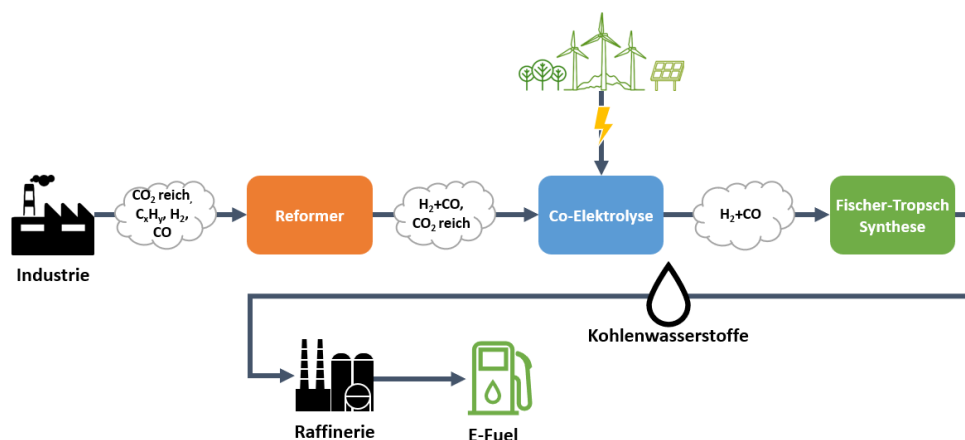 CO₂ reich,
CₓHᵧ, H₂,
CO
Industrie
Reformer
H₂+CO,
CO₂ reich
Co-Elektrolyse
H₂+CO
Fischer-Tropsch
Synthese
Kohlenwasserstoffe
Raffinerie
E-Fuel